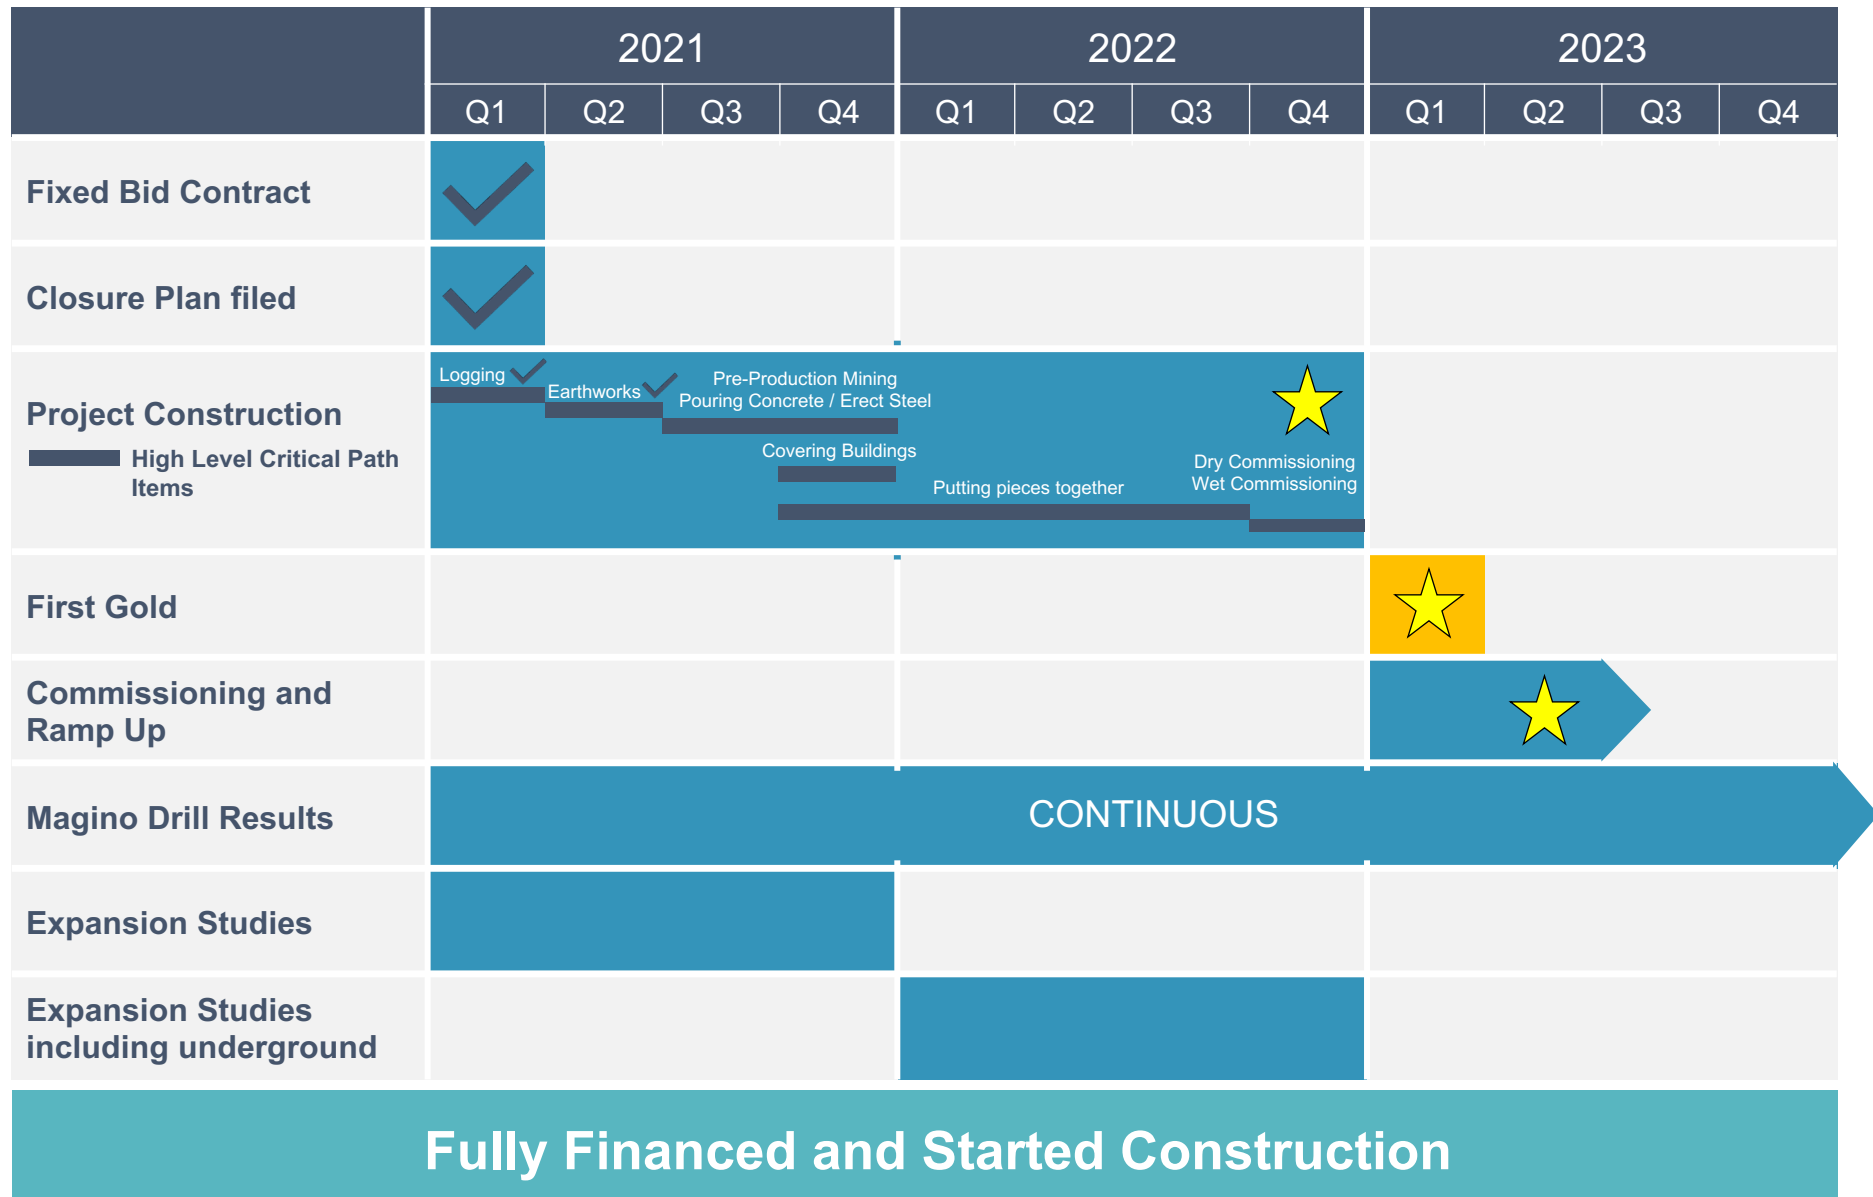 2021
2022
2023
Q1 Q2 Q3 Q4 Q1 Q2 Q3 Q4 Q1 Q2 Q3 Q4
Fixed Bid Contract
Closure Plan filed
Project Construction
High Level Critical Path
Items
Logging
Earthworks
Pre-Production Mining
Pouring Concrete / Erect Steel
Covering Buildings
Putting pieces together
Dry Commissioning
Wet Commissioning
First Gold
Commissioning and
Ramp Up
Magino Drill Results
CONTINUOUS
Expansion Studies
Expansion Studies
including underground
Fully Financed and Started Construction